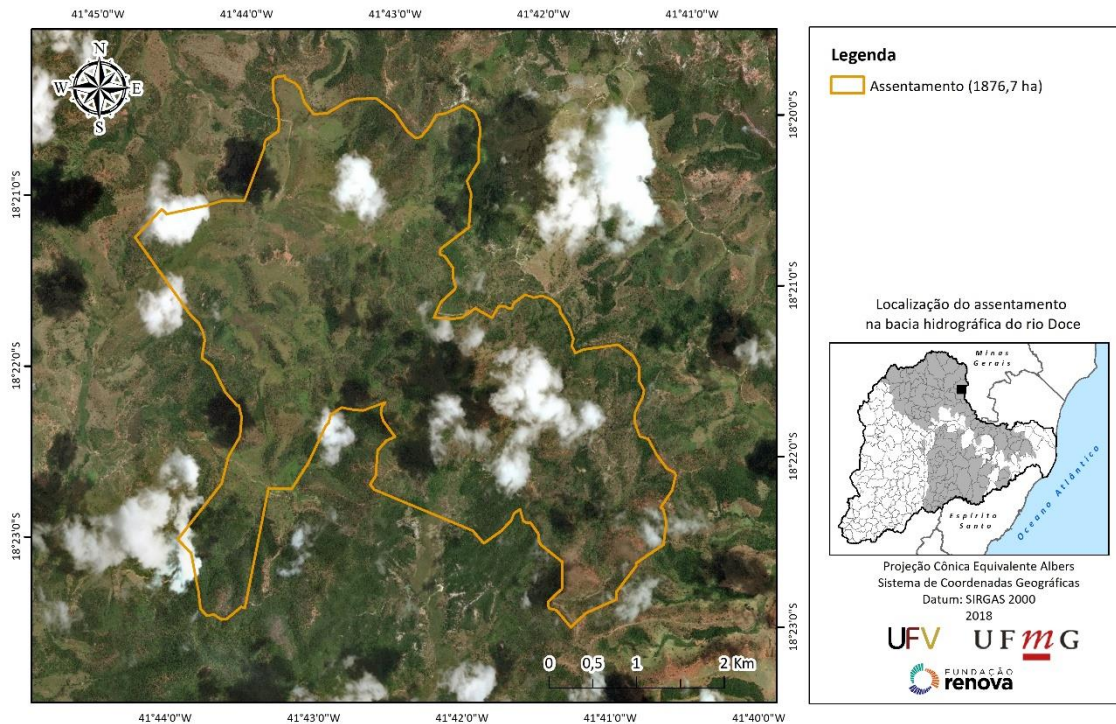 41°45'0"W 41°44'0"W 41°43'0"W 41°42'0"W 41°41'0"W
N
W E
S
18°20'0"S
18°21'0"S
18°21'0"S
18°22'0"S
18°22'0"S
18°23'0"S
18°23'0"S
0 0,5 1 2 Km
41°44'0"W 41°43'0"W 41°42'0"W 41°41'0"W 41°40'0"W
Legenda
Assentamento (1876,7 ha)
Localização do assentamento
na bacia hidrográfica do rio Doce
Minas
Gerais
Espírito
Santo
Oceano Atlântico
Projeção Cônica Equivalente Albers
Sistema de Coordenadas Geográficas
Datum: SIRGAS 2000
2018
UFV UFmG
FUNDAÇÃO
renova